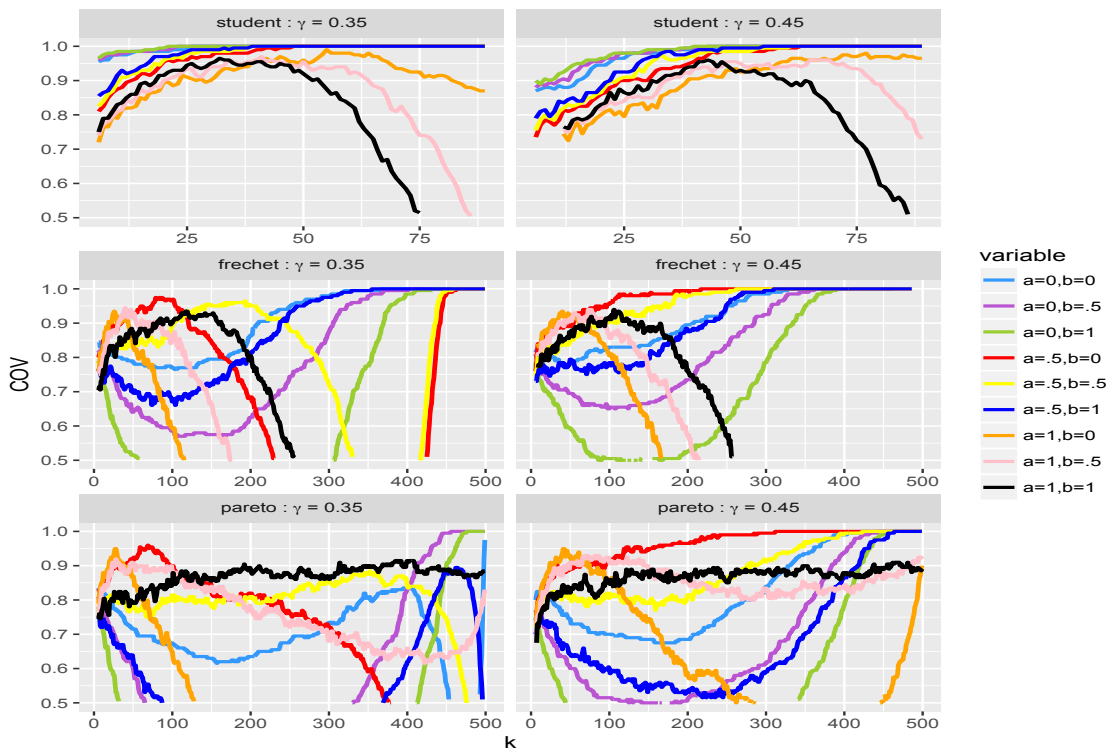 student : γ = 0.35
student : γ = 0.45
1.0
0.9
0.8
0.7
0.6
0.5
25
50
75
25
50
75
frechet : γ = 0.35
frechet : γ = 0.45
1.0
0.9
0.8
0.7
0.6
0.5
0
100
200
300
400
500
0
100
200
300
400
500
pareto : γ = 0.35
pareto : γ = 0.45
1.0
0.9
0.8
0.7
0.6
0.5
0
100
200
300
400
500
0
100
200
300
400
500
COV
k
variable
a=0,b=0
a=0,b=.5
a=0,b=1
a=.5,b=0
a=.5,b=.5
a=.5,b=1
a=1,b=0
a=1,b=.5
a=1,b=1